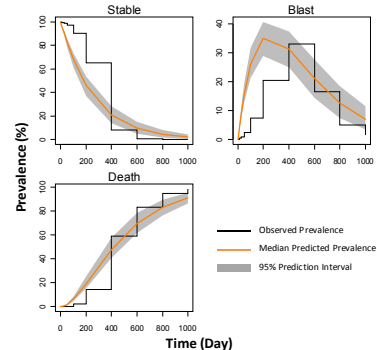 Stable
Blast
100
80
60
40
20
0
0 200 400 600 800 1000
40
30
20
10
0
0 200 400 600 800 1000
Prevalence (%)
Death
100
80
60
40
20
0
0 200 400 600 800 1000
Observed Prevalence
Median Predicted Prevalence
95% Prediction Interval
Time (Day)